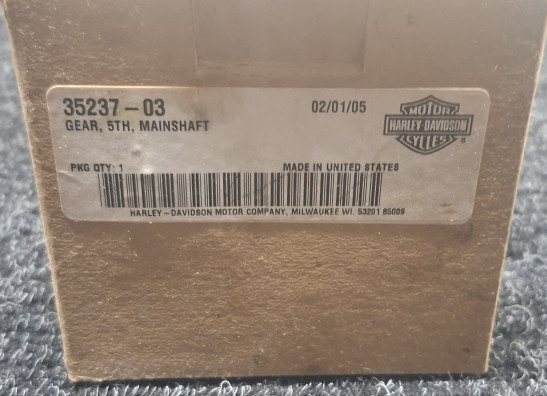 35237-03
02/01/05
GEAR, 5TH, MAINSHAFT
MOTOR
HARLEY-DAVIDSON
CYCLES
®
PKG QTY: 1
MADE IN UNITED STATES
HARLEY-DAVIDSON MOTOR COMPANY, MILWAUKEE WI. 53201 65009